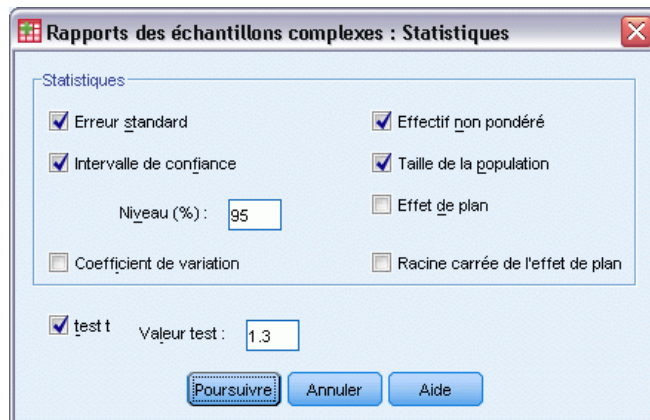 Rapports des échantillons complexes : Statistiques
Statistiques
Erreur standard
Effectif non pondéré
Intervalle de confiance
Taille de la population
Niveau (%) : 95
Effet de plan
Coefficient de variation
Racine carrée de l'effet de plan
test t Valeur test : 1.3
Poursuivre Annuler Aide